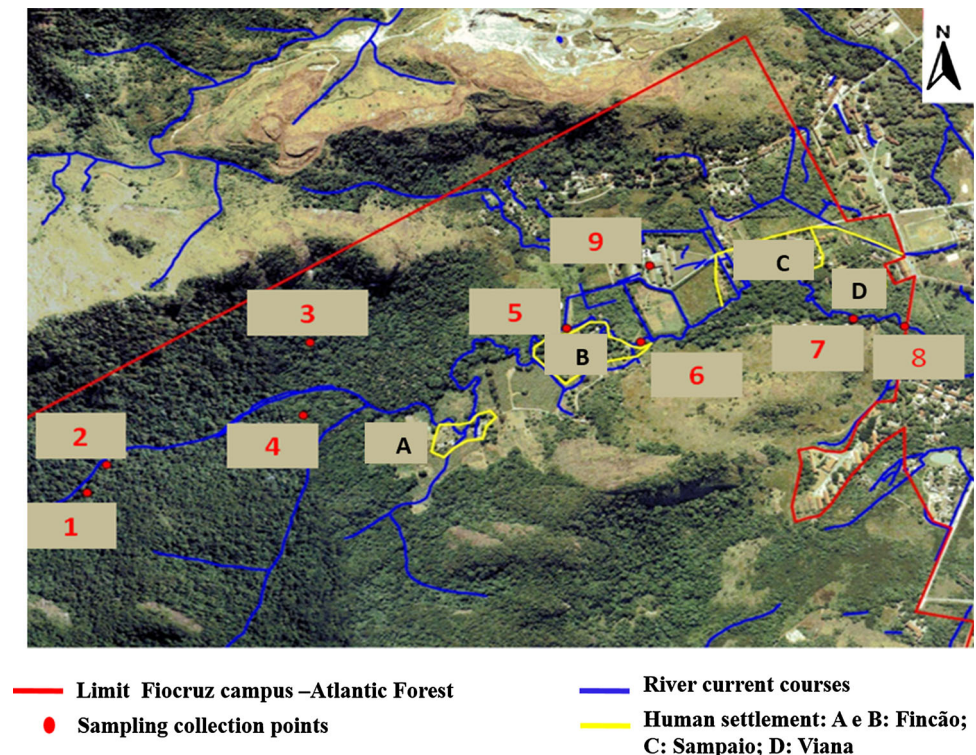 N
9
C
3
5
D
B
7
8
6
2
4
A
1
Limit Fiocruz campus –Atlantic Forest
River current courses
Sampling collection points
Human settlement: A e B: Fincão;
C: Sampaio; D: Viana